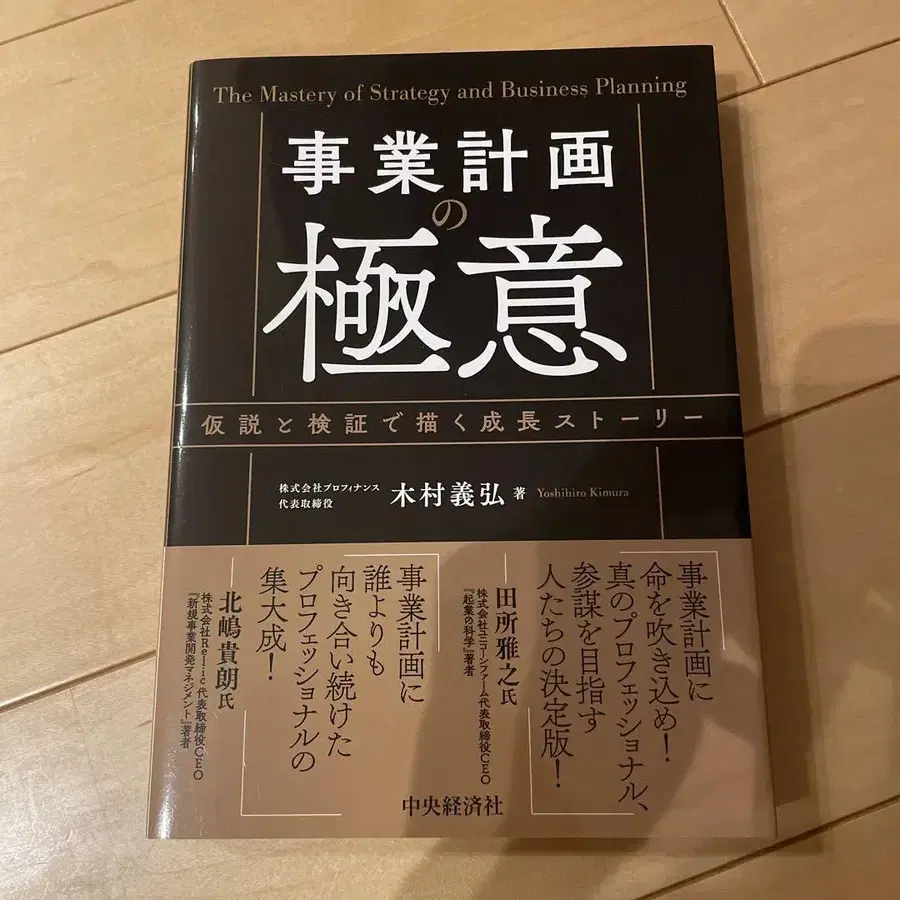 The Mastery of Strategy and Business Planning
事業計画
の
極意
仮説と検証で描く成長ストーリー
株式会社プロフィナンス
代表取締役
木村義弘 著 Yoshihiro Kimura
事業計画に
命を吹き込め！
真のプロフェッショナル、
参謀を目指す
人たちの決定版！
田所雅之氏
株式会社ユニコーンファーム代表取締役CEO
『起業の科学』著者
事業計画に
誰よりも
向き合い続けた
プロフェッショナルの
集大成！
北嶋貴朗氏
株式会社Relic代表取締役CEO
『新規事業開発マネジメント』著者
中央経済社